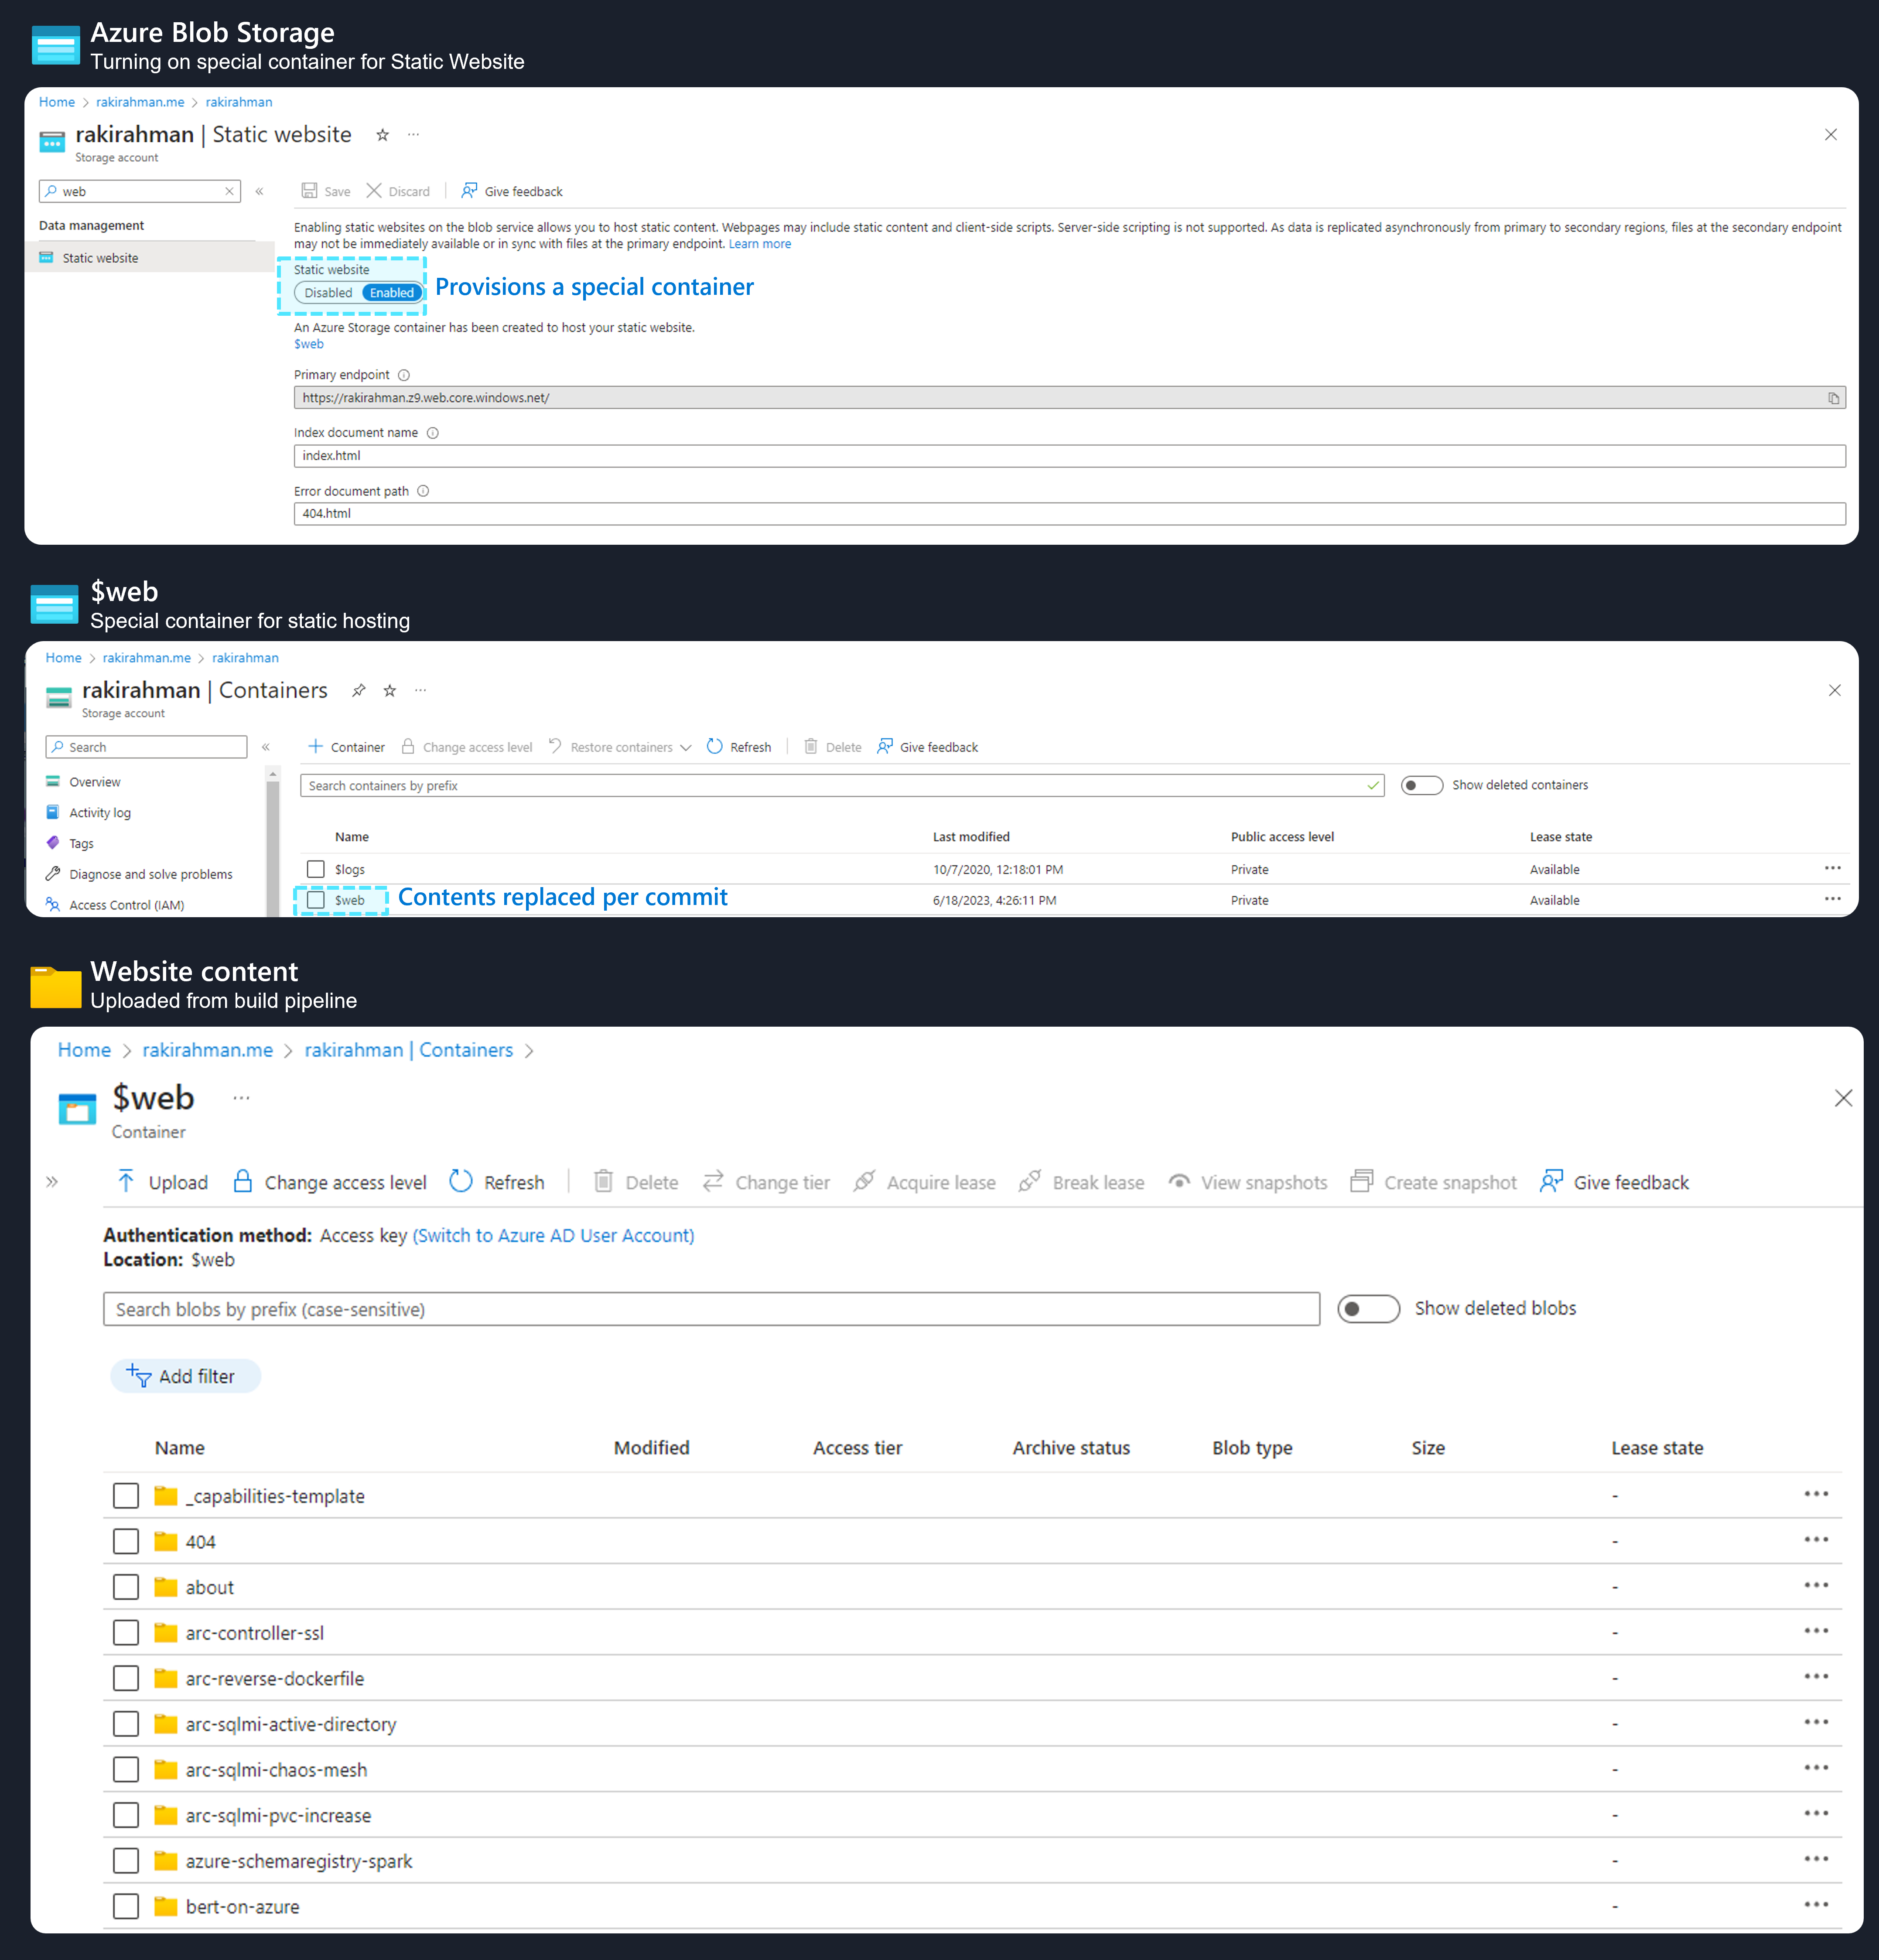 Azure Blob Storage
Turning on special container for Static Website
Home > rakirahman.me > rakirahman
rakirahman | Static website
Storage account
web
Save Discard Give feedback
Data management
Static website
Enabling static websites on the blob service allows you to host static content. Webpages may include static content and client-side scripts. Server-side scripting is not supported. As data is replicated asynchronously from primary to secondary regions, files at the secondary endpoint
may not be immediately available or in sync with files at the primary endpoint. Learn more
Static website
Disabled Enabled
Provisions a special container
An Azure Storage container has been created to host your static website.
$web
Primary endpoint
https://rakirahman.z9.web.core.windows.net/
Index document name
index.html
Error document path
404.html
$web
Special container for static hosting
Home > rakirahman.me > rakirahman
rakirahman | Containers
Storage account
Search
Container Change access level Restore containers Refresh Delete Give feedback
Overview
Activity log
Tags
Diagnose and solve problems
Access Control (IAM)
Search containers by prefix
Show deleted containers
Name Last modified Public access level Lease state
$logs 10/7/2020, 12:18:01 PM Private Available
$web Contents replaced per commit 6/18/2023, 4:26:11 PM Private Available
Website content
Uploaded from build pipeline
Home > rakirahman.me > rakirahman | Containers >
$web
Container
Upload Change access level Refresh Delete Change tier Acquire lease Break lease View snapshots Create snapshot Give feedback
Authentication method: Access key (Switch to Azure AD User Account)
Location: $web
Search blobs by prefix (case-sensitive)
Show deleted blobs
Add filter
Name Modified Access tier Archive status Blob type Size Lease state
_capabilities-template -
404 -
about -
arc-controller-ssl -
arc-reverse-dockerfile -
arc-sqlmi-active-directory -
arc-sqlmi-chaos-mesh -
arc-sqlmi-pvc-increase -
azure-schemaregistry-spark -
bert-on-azure -